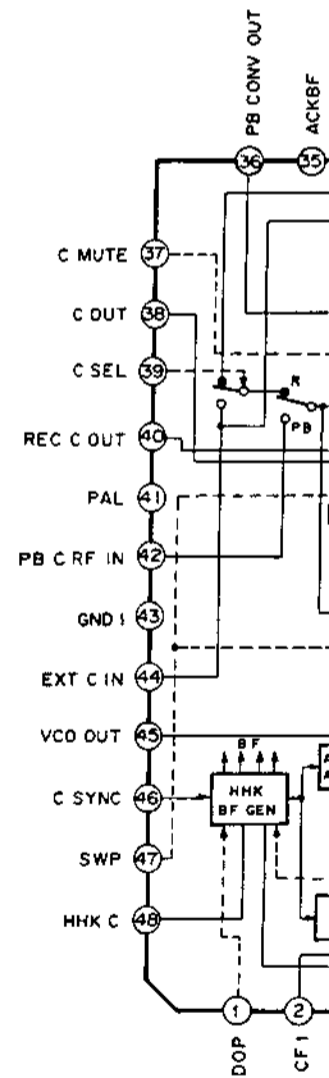 PB CONV OUT
ACKBF
36
35
C MUTE 37
C OUT 38
C SEL 39
R
REC C OUT 40
PB
PAL 41
PB C RF IN 42
GND 1 43
EXT C IN 44
VCO OUT 45
BF
C SYNC 46
HHK
BF GEN
SWP 47
HHK C 48
1
2
DOP
CF1